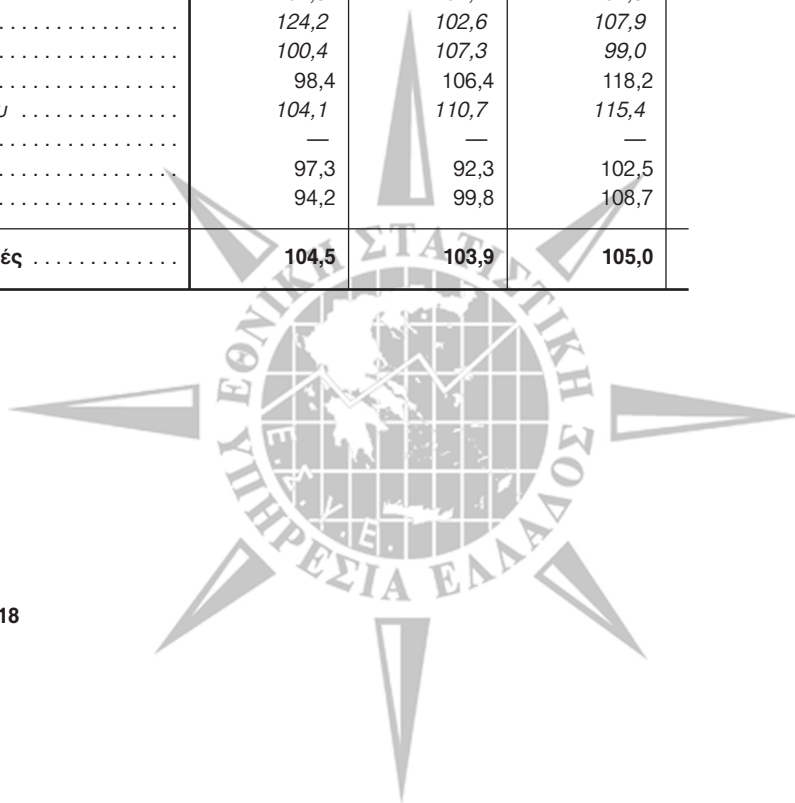 . . . . . . . . . . . . . . . . 124,2 102,6 107,9
. . . . . . . . . . . . . . . . 100,4 107,3 99,0
. . . . . . . . . . . . . . . . 98,4 106,4 118,2
υ . . . . . . . . . . . . . . 104,1 110,7 115,4
. . . . . . . . . . . . . . . . — — —
. . . . . . . . . . . . . . . . 97,3 92,3 102,5
. . . . . . . . . . . . . . . . 94,2 99,8 108,7
ές . . . . . . . . . . . . . 104,5 103,9 105,0
ΕΘΝΙΚΗ ΣΤΑΤΙΣΤΙΚΗ
ΥΠΗΡΕΣΙΑ ΕΛΛΑΔΟΣ
Ε.Σ.Υ.Ε.
18